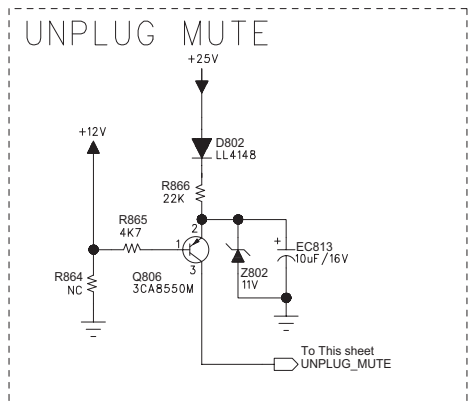 UNPLUG MUTE
+25V
D802
LL4148
+12V
R866
22K
R865
4K7
2
1
3
EC813
+
10uF/16V
R864
NC
Q806
3CA8550M
Z802
11V
To This sheet
UNPLUG_MUTE